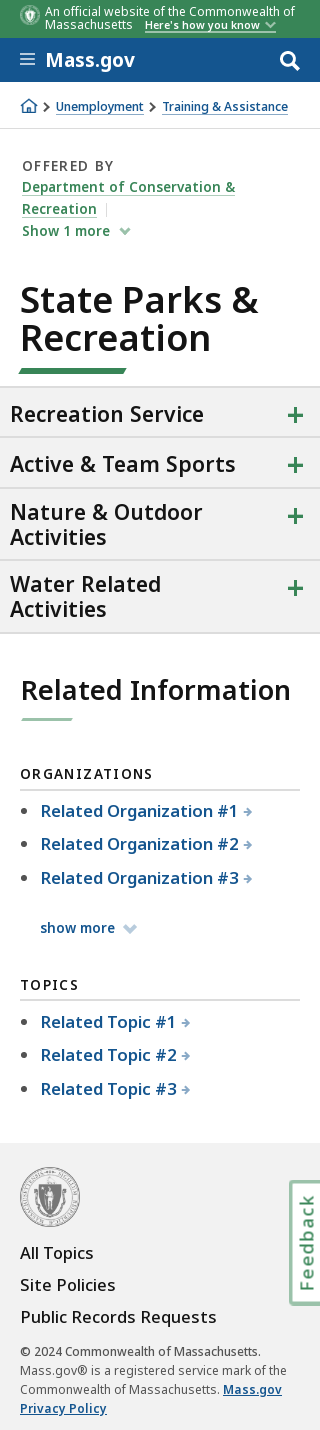 An official website of the Commonwealth of
Massachusetts Here's how you know
Mass.gov
Unemployment Training & Assistance
OFFERED BY
Department of Conservation &
Recreation
Show 1 more
State Parks &
Recreation
Recreation Service
Active & Team Sports
Nature & Outdoor
Activities
Water Related
Activities
Related Information
ORGANIZATIONS
Related Organization #1
Related Organization #2
Related Organization #3
show more
TOPICS
Related Topic #1
Related Topic #2
Related Topic #3
Feedback
All Topics
Site Policies
Public Records Requests
© 2024 Commonwealth of Massachusetts.
Mass.gov® is a registered service mark of the
Commonwealth of Massachusetts. Mass.gov
Privacy Policy